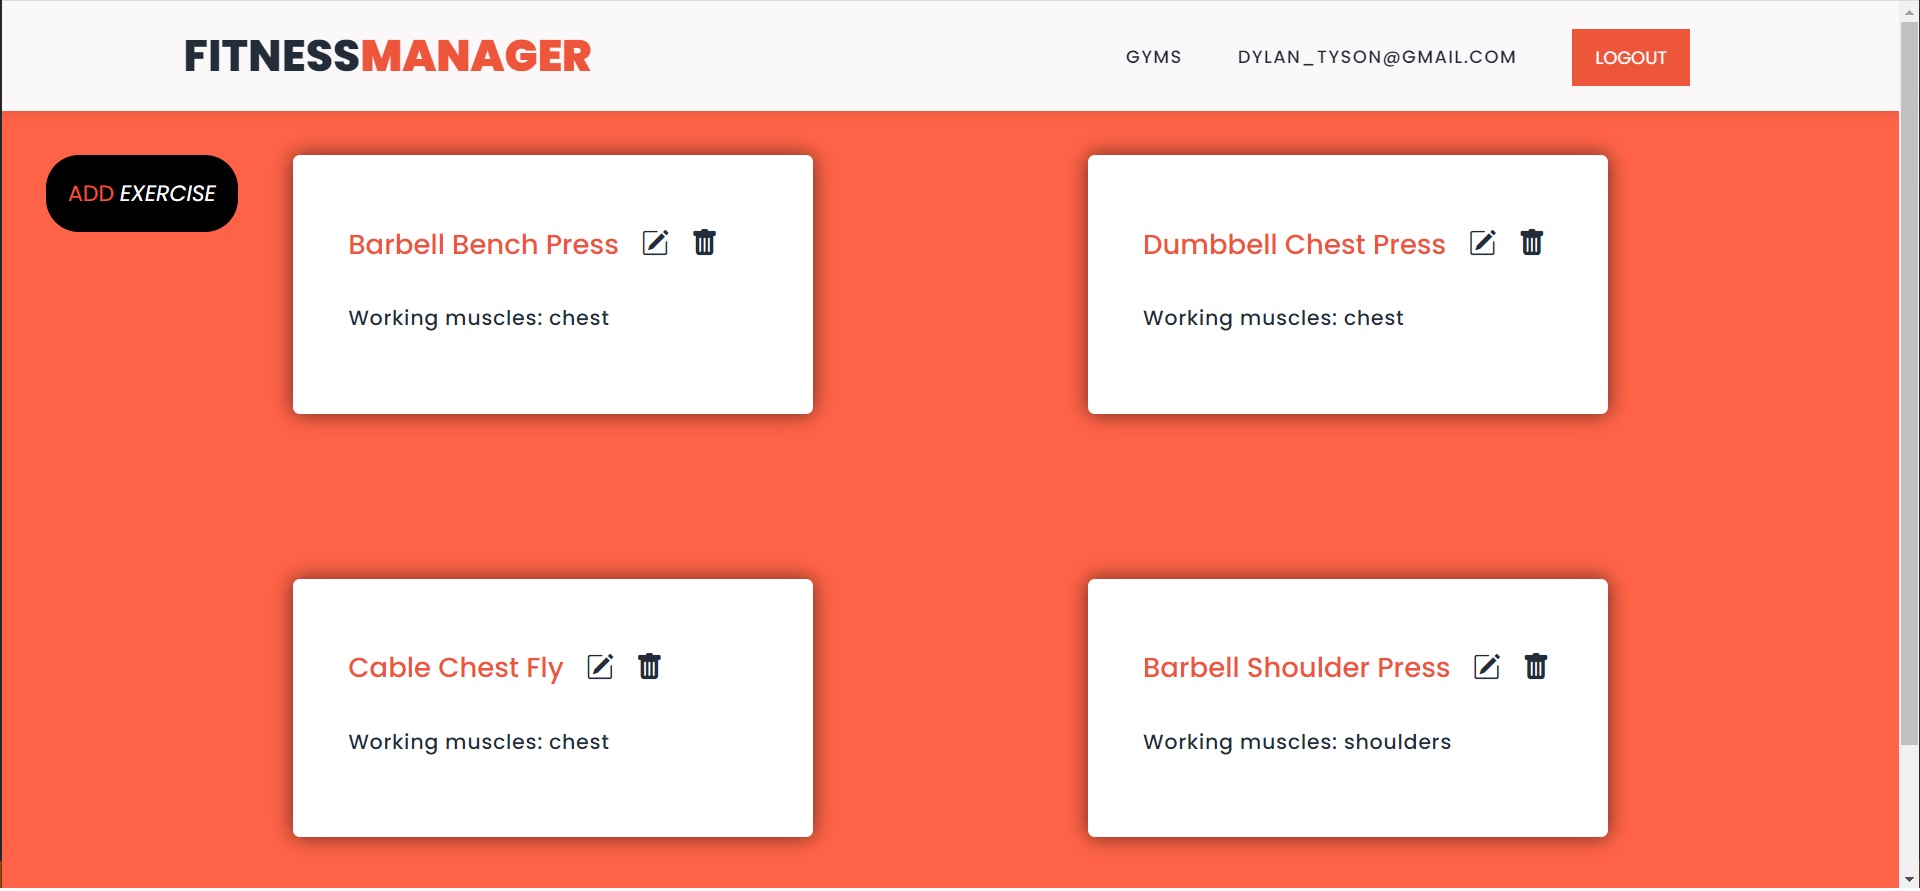 FITNESSMANAGER
GYMS
DYLAN_TYSON@GMAIL.COM
LOGOUT
ADD EXERCISE
Barbell Bench Press
Working muscles: chest
Dumbbell Chest Press
Working muscles: chest
Cable Chest Fly
Working muscles: chest
Barbell Shoulder Press
Working muscles: shoulders